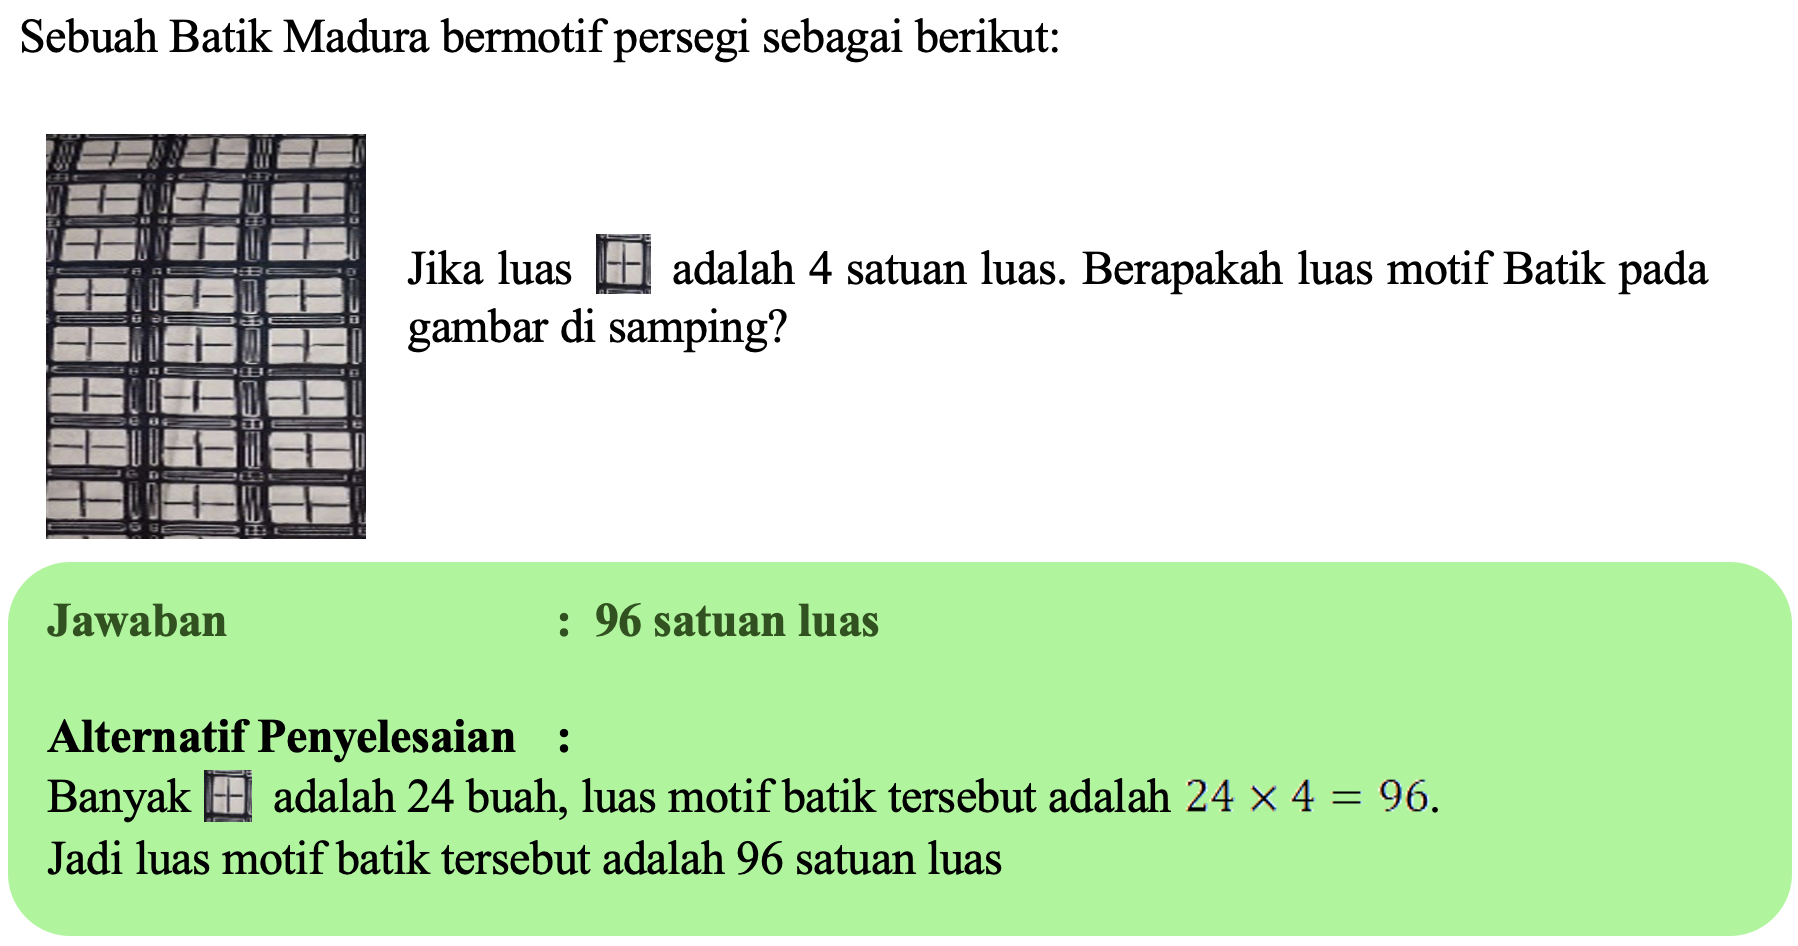 Sebuah Batik Madura bermotif persegi sebagai berikut:
Jika luas adalah 4 satuan luas. Berapakah luas motif Batik pada
gambar di samping?
Jawaban : 96 satuan luas
Alternatif Penyelesaian :
Banyak adalah 24 buah, luas motif batik tersebut adalah 24 × 4 = 96.
Jadi luas motif batik tersebut adalah 96 satuan luas